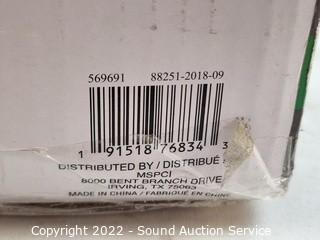 569691 88251-2018-09
1 91518 76834 3
DISTRIBUTED BY / DISTRIBUÉ
MSPCI
8000 BENT BRANCH DRIVE
IRVING, TX 75063
MADE IN CHINA / FABRIQUÉ EN CHINE
Copyright 2022 - Sound Auction Service